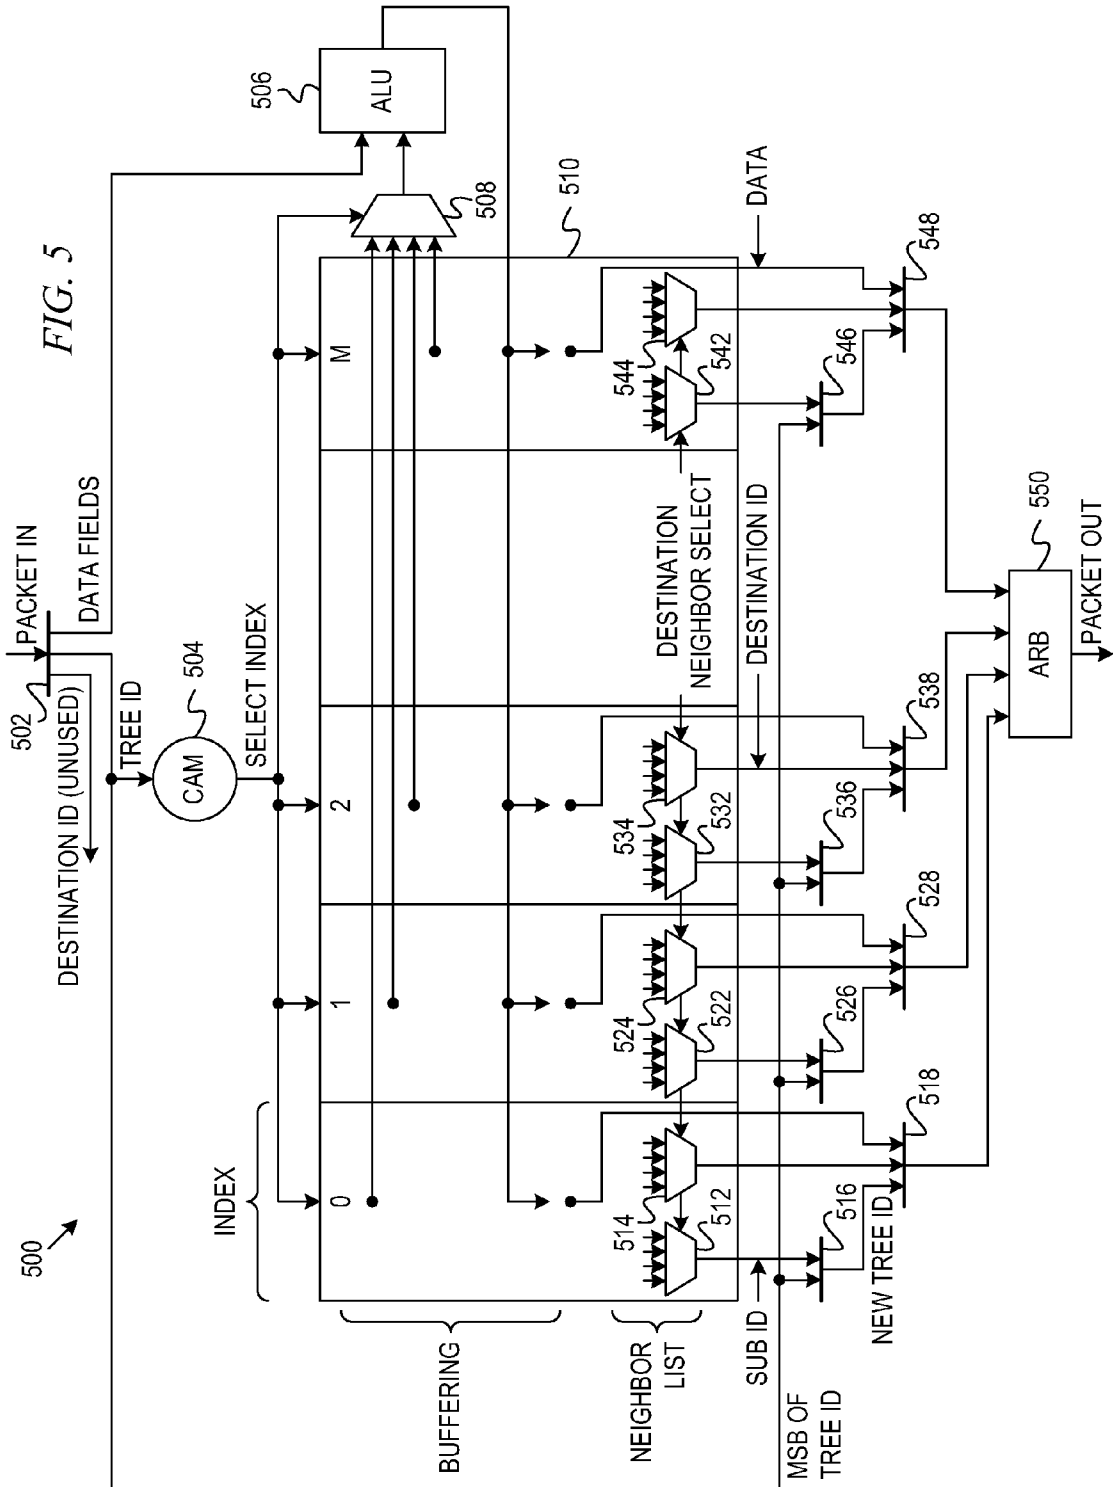 FIG. 5
500
PACKET IN
502
DATA FIELDS
DESTINATION ID (UNUSED)
TREE ID
CAM
504
SELECT INDEX
506
ALU
508
510
INDEX
0
1
2
M
BUFFERING
NEIGHBOR
LIST
514
512
524
522
534
532
544
542
DESTINATION
NEIGHBOR SELECT
SUB ID
DESTINATION ID
DATA
MSB OF
TREE ID
516
526
536
546
NEW TREE ID
518
528
538
548
ARB
550
PACKET OUT